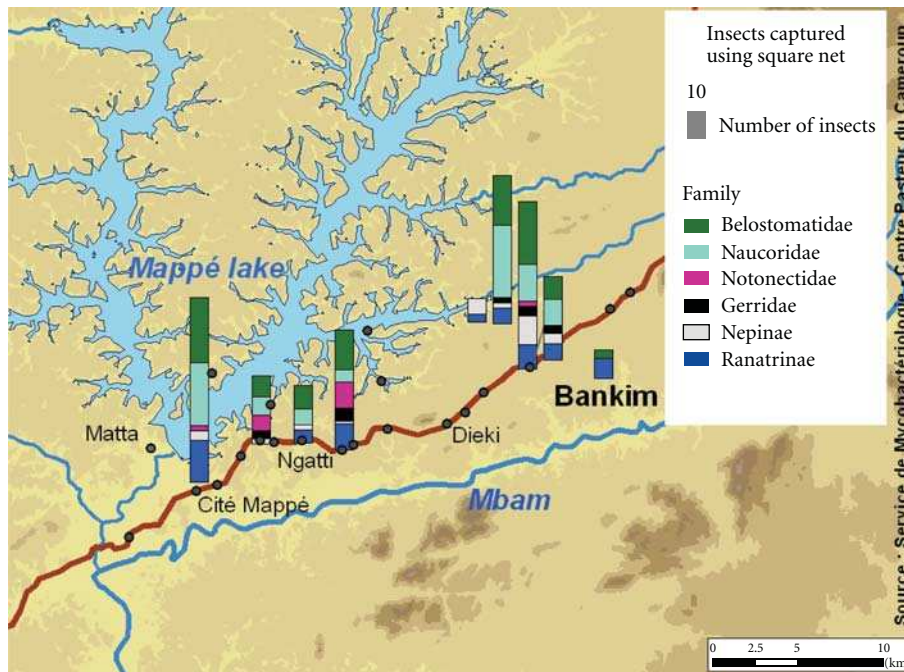 Insects captured
using square net
10
Number of insects
Family
Belostomatidae
Naucoridae
Notonectidae
Gerridae
Nepinae
Ranatrinae
Mappé lake
Matta
Ngatti
Cité Mappé
Dieki
Bankim
Mbam
Source : Service de Mycobactériologie - Centre Pasteur du Cameroun
0 2.5 5 10
(km